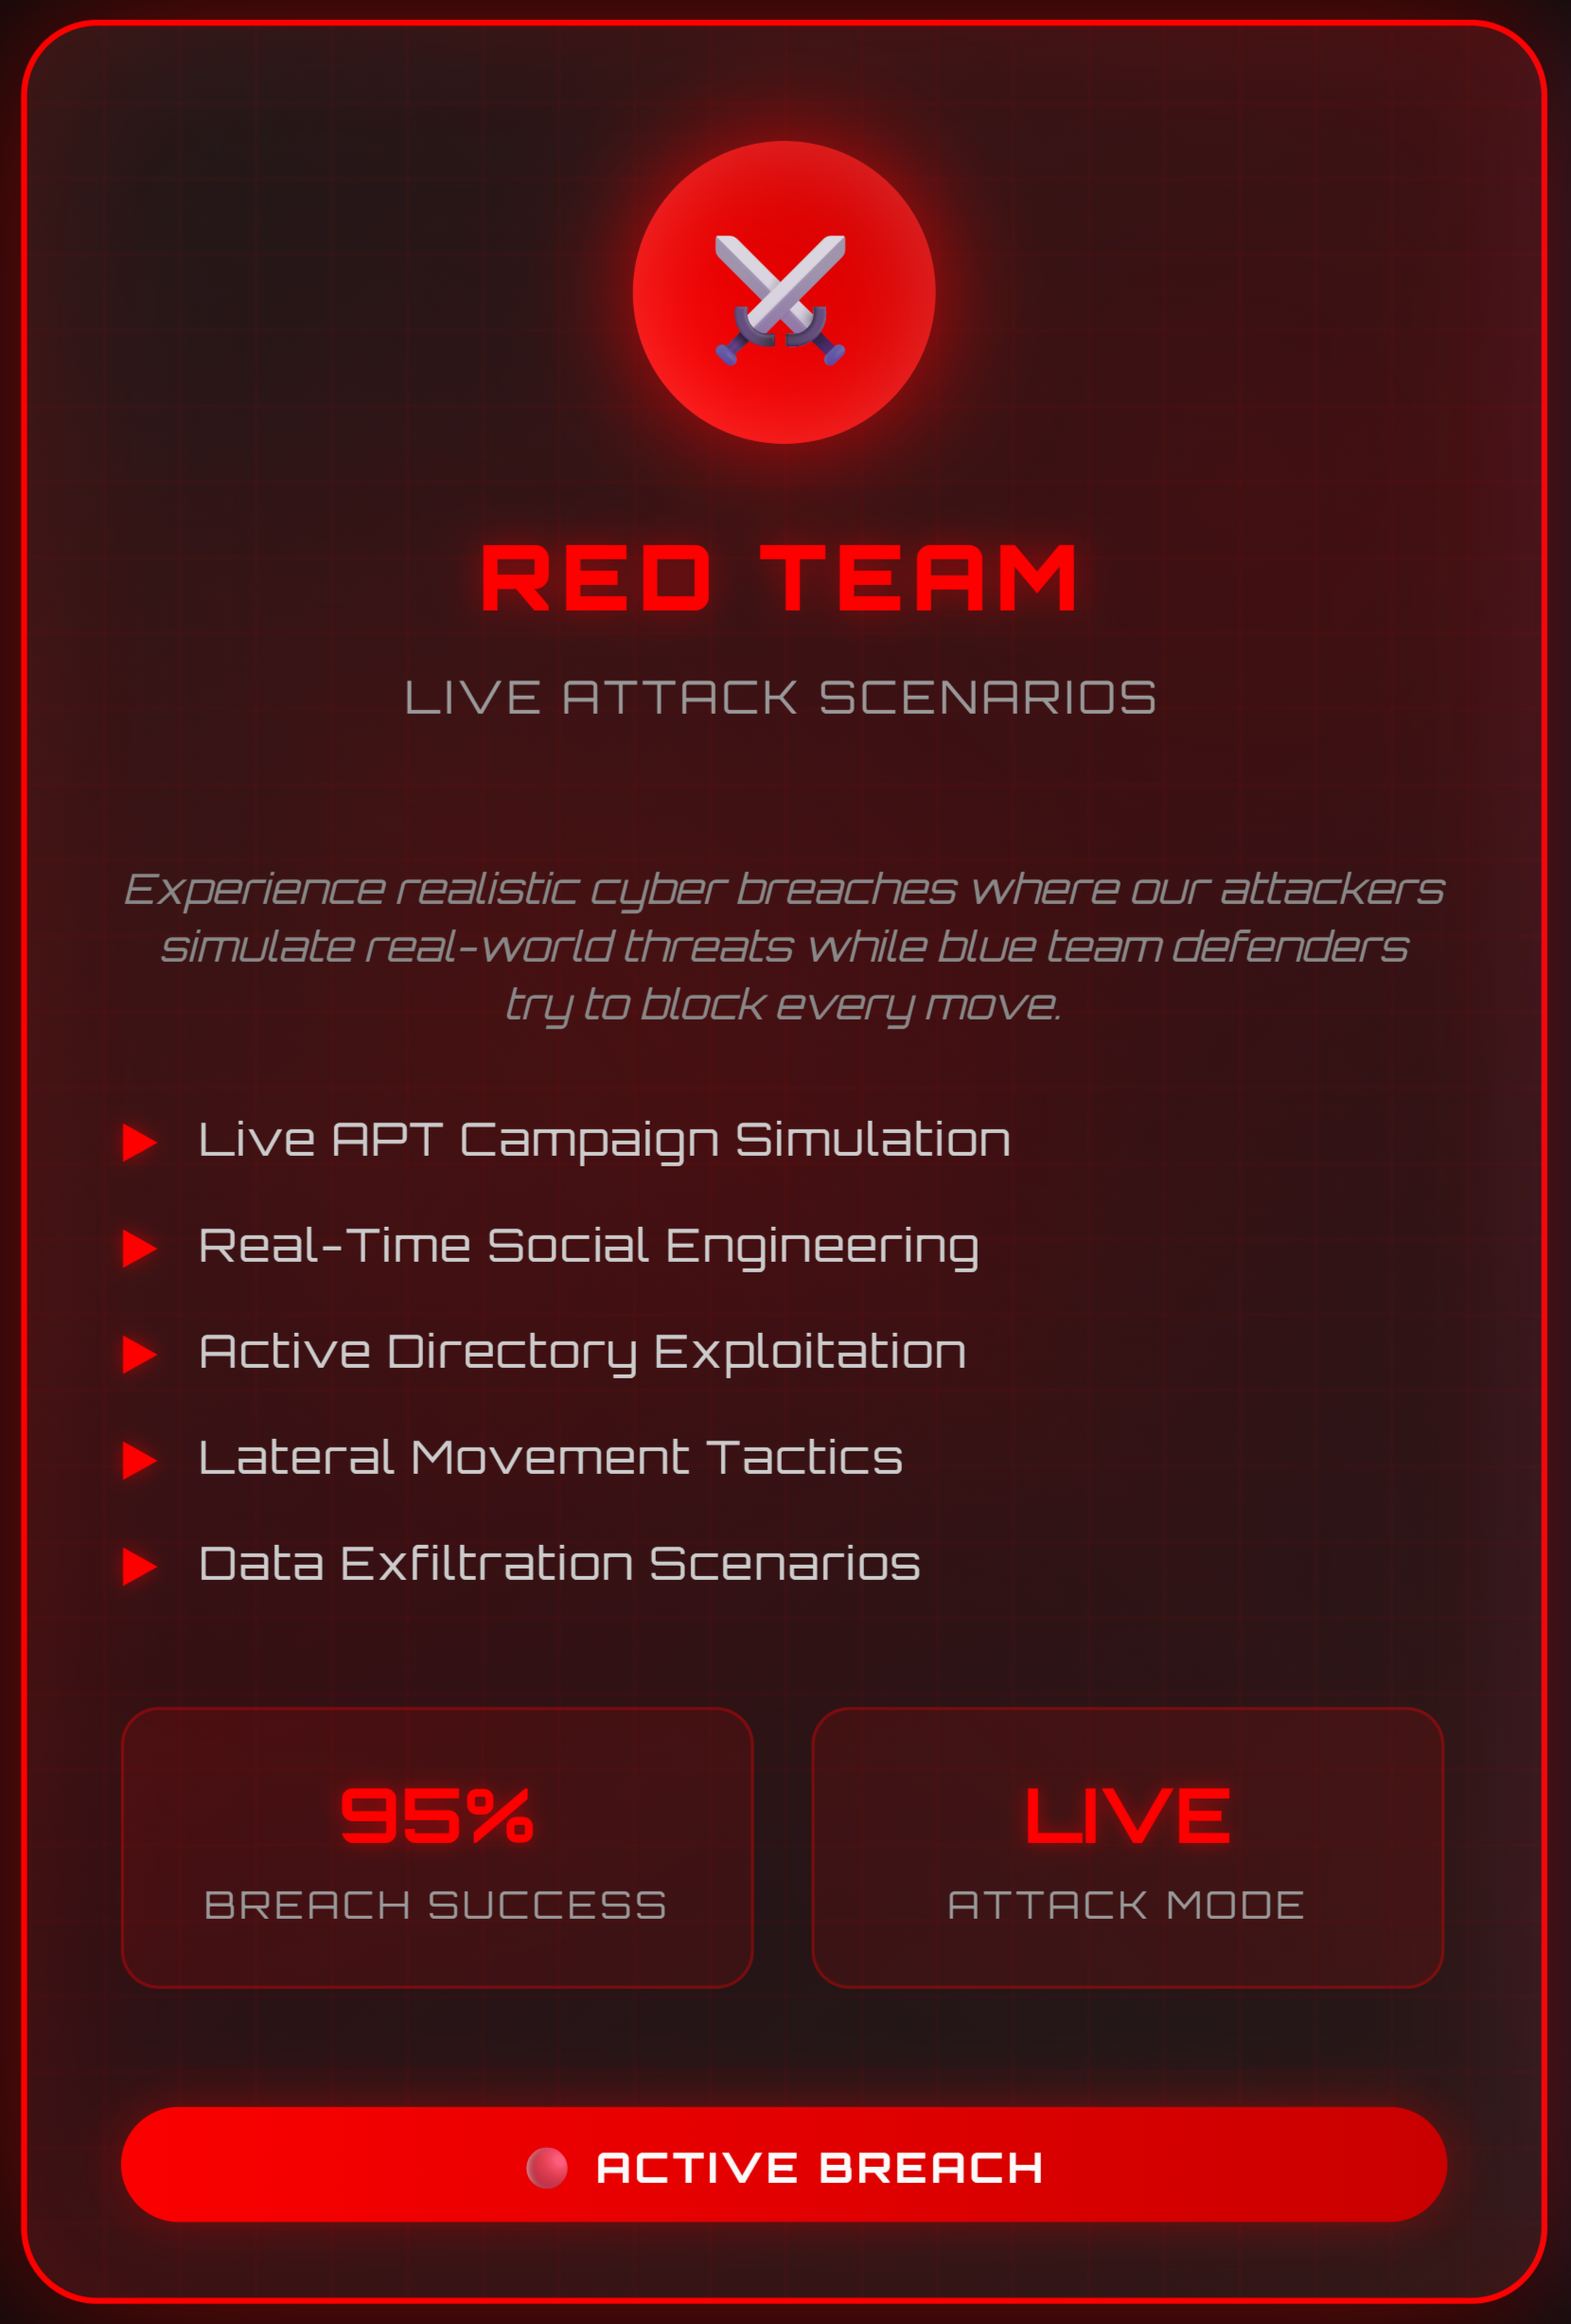 RED TEAM
LIVE ATTACK SCENARIOS
Experience realistic cyber breaches where our attackers
simulate real-world threats while blue team defenders
try to block every move.
Live APT Campaign Simulation
Real-Time Social Engineering
Active Directory Exploitation
Lateral Movement Tactics
Data Exfiltration Scenarios
95%
BREACH SUCCESS
LIVE
ATTACK MODE
ACTIVE BREACH